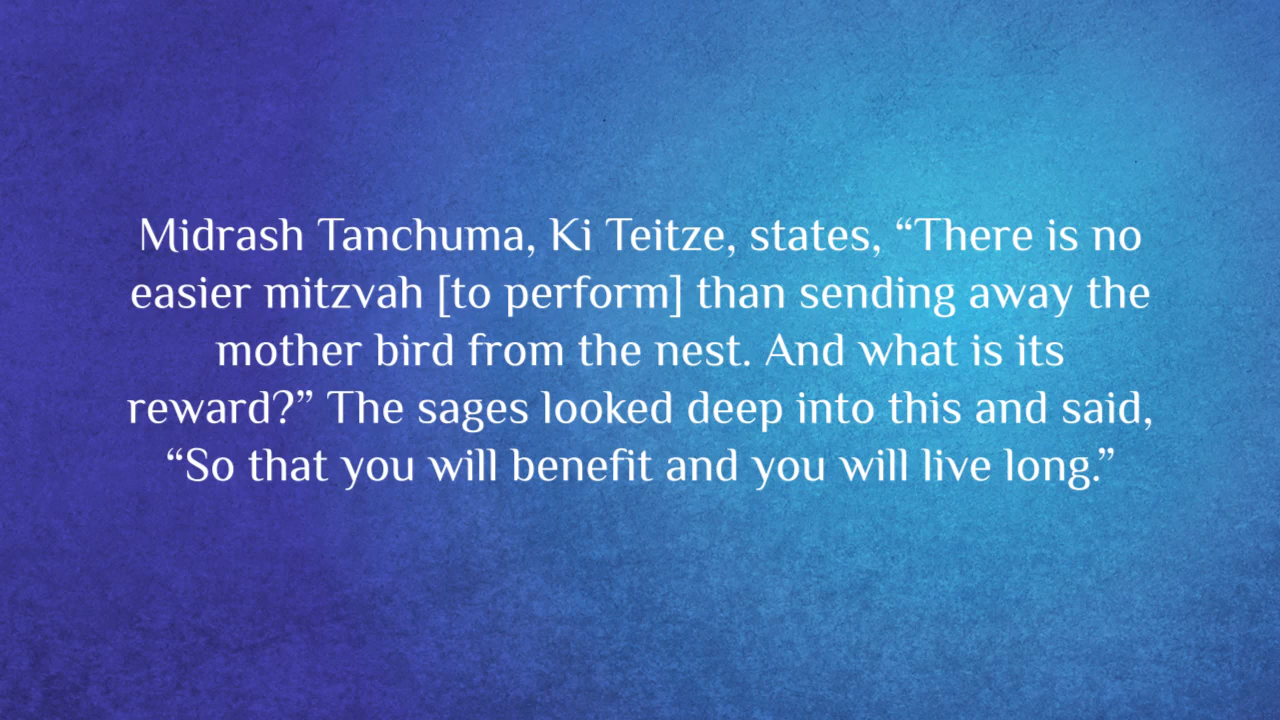 Midrash Tanchuma, Ki Teitze, states, “There is no
easier mitzvah [to perform] than sending away the
mother bird from the nest. And what is its
reward?” The sages looked deep into this and said,
“So that you will benefit and you will live long.”